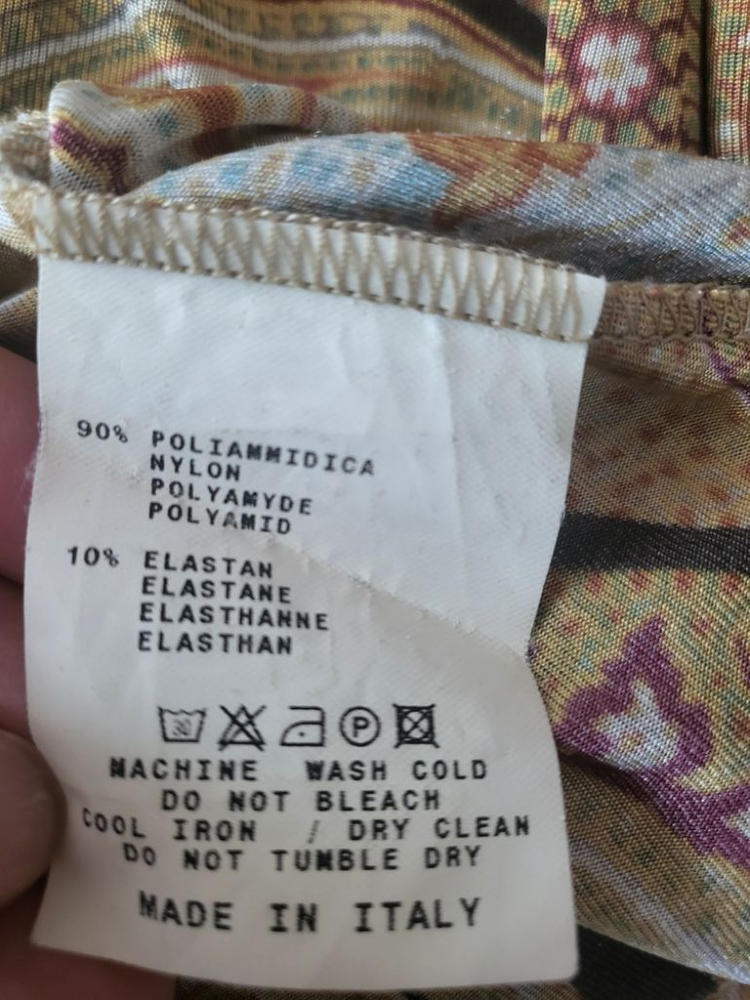 90% POLIAMMIDICA
NYLON
POLYAMYDE
POLYAMID
10% ELASTAN
ELASTANE
ELASTHANNE
ELASTHAN
30 P
MACHINE WASH COLD
DO NOT BLEACH
COOL IRON / DRY CLEAN
DO NOT TUMBLE DRY
MADE IN ITALY